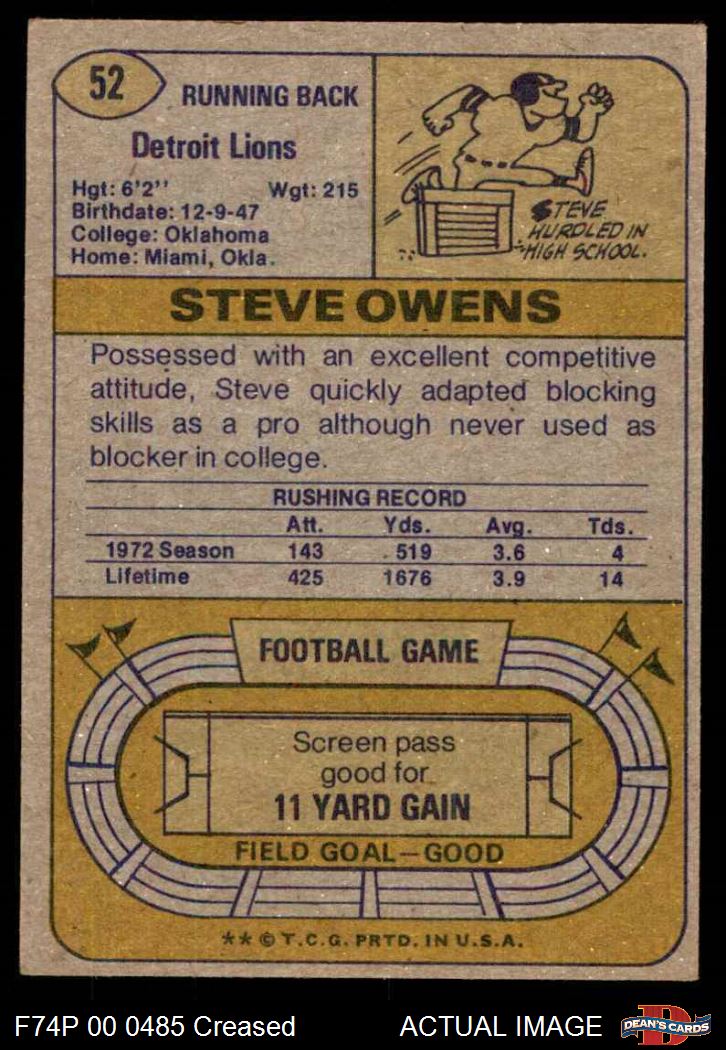 52
RUNNING BACK
Detroit Lions
Hgt: 6'2'' Wgt: 215
Birthdate: 12-9-47
College: Oklahoma
Home: Miami, Okla.
STEVE
HURDLED IN
HIGH SCHOOL.
STEVE OWENS
Possessed with an excellent competitive
attitude, Steve quickly adapted blocking
skills as a pro although never used as
blocker in college.
RUSHING RECORD
Att. Yds. Avg. Tds.
1972 Season 143 519 3.6 4
Lifetime 425 1676 3.9 14
FOOTBALL GAME
Screen pass
good for
11 YARD GAIN
FIELD GOAL—GOOD
** © T.C.G. PRTD. IN U.S.A.
F74P 00 0485 Creased ACTUAL IMAGE
D
DEAN'S CARDS